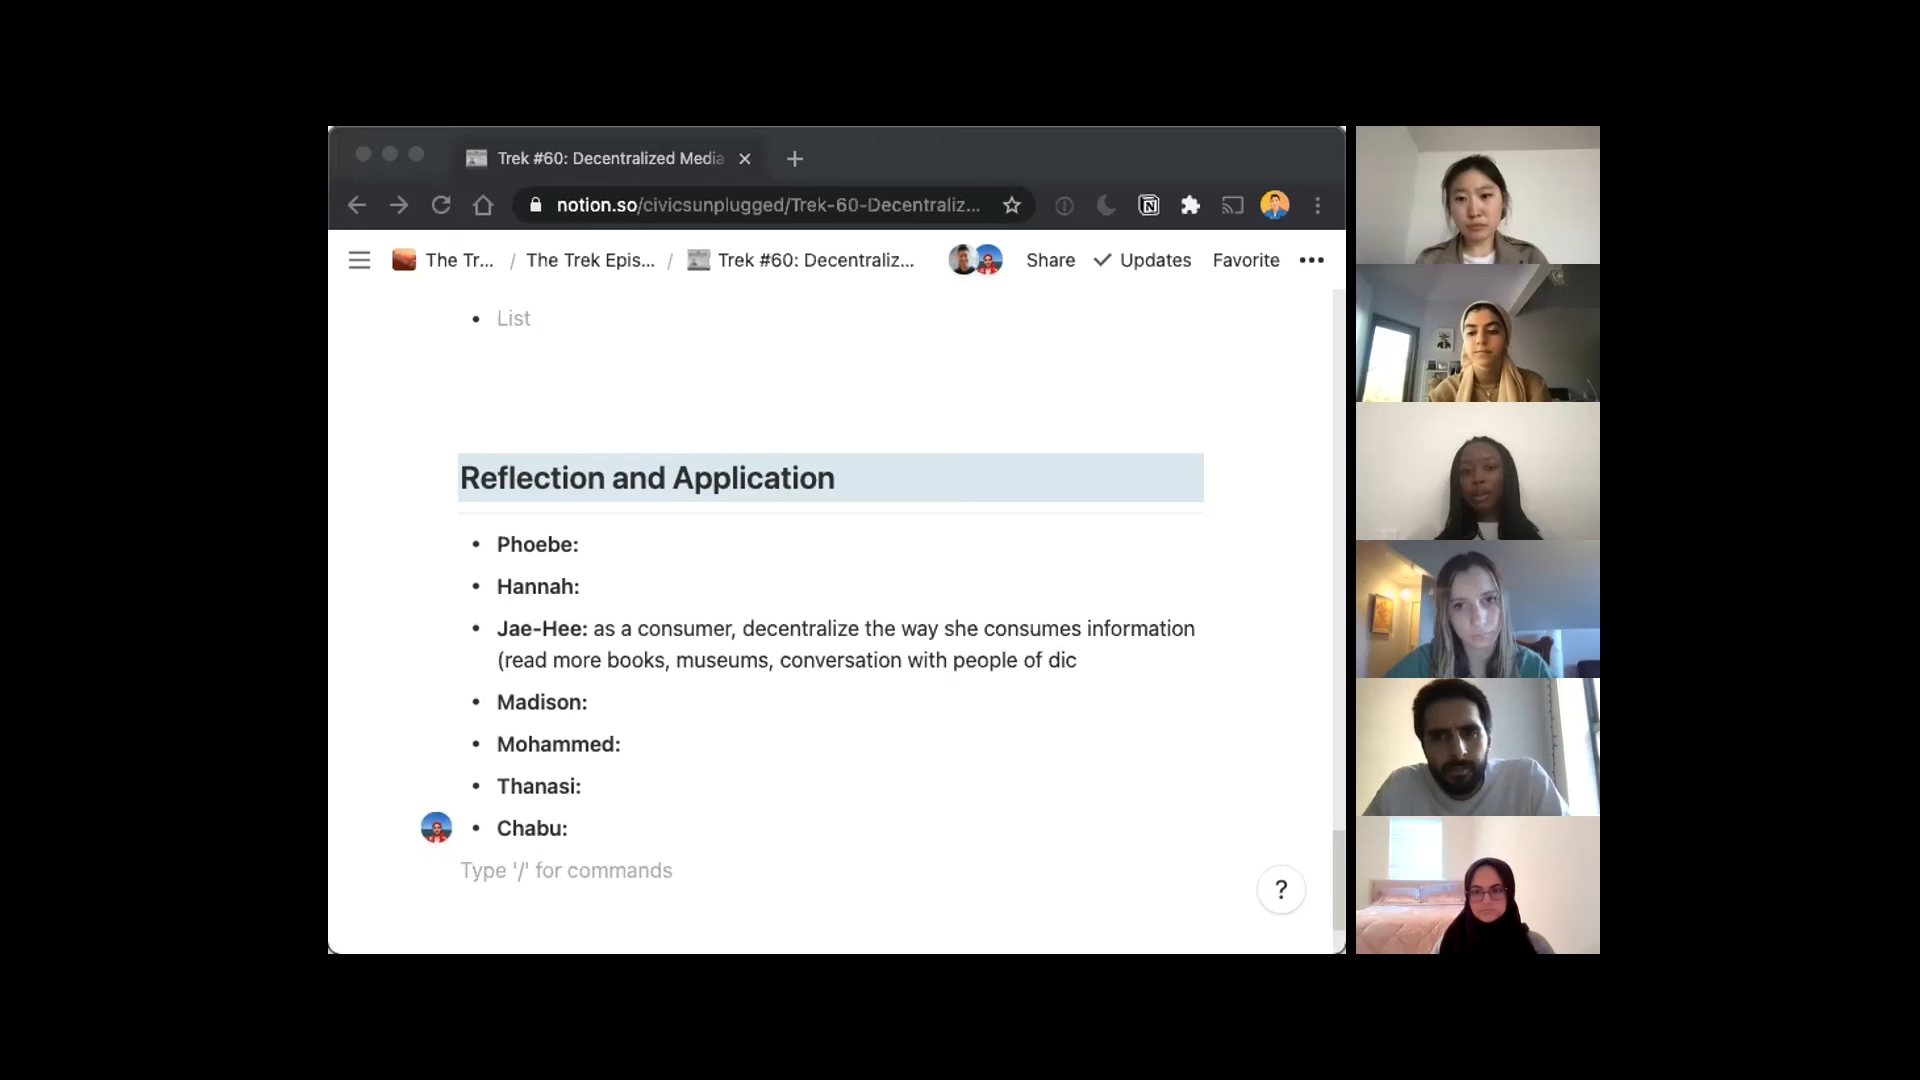 Trek #60: Decentralized Media
notion.so/civicsunplugged/Trek-60-Decentraliz...
The Tr... / The Trek Epis... / Trek #60: Decentraliz... Share Updates Favorite
List
Reflection and Application
Phoebe:
Hannah:
Jae-Hee: as a consumer, decentralize the way she consumes information
(read more books, museums, conversation with people of dic
Madison:
Mohammed:
Thanasi:
Chabu:
Type '/' for commands
?